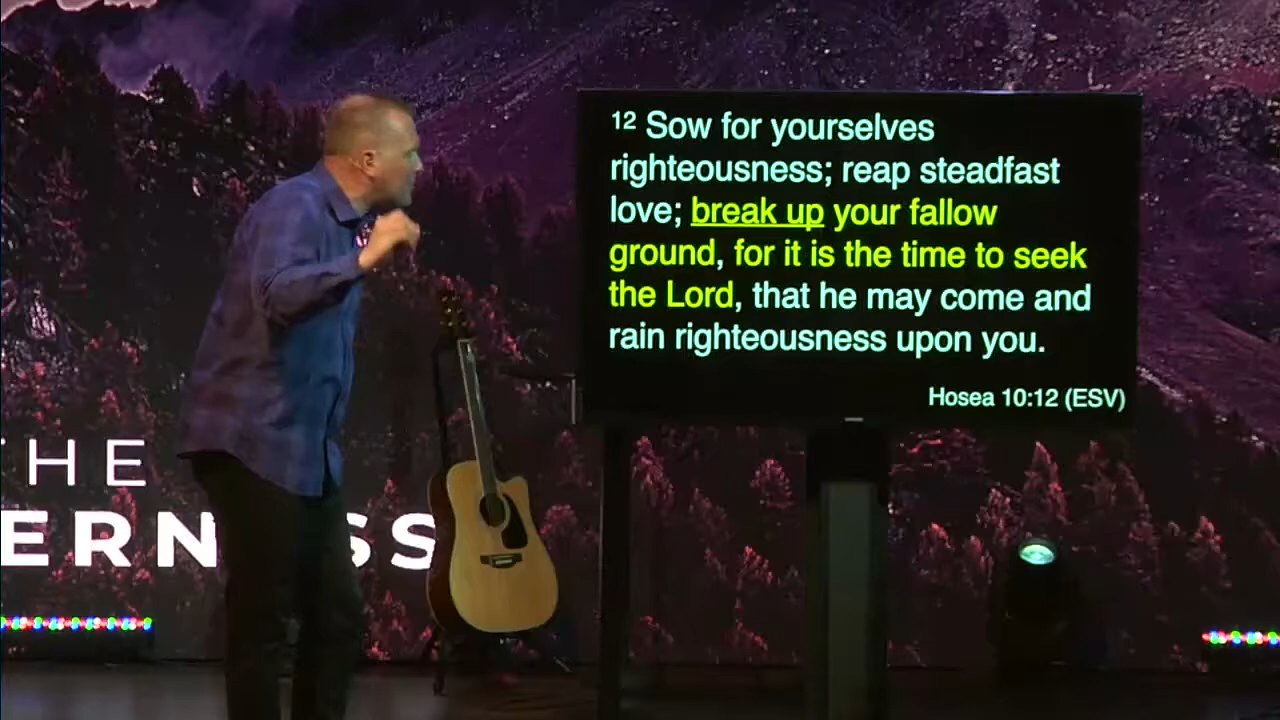 12 Sow for yourselves
righteousness; reap steadfast
love; break up your fallow
ground, for it is the time to seek
the Lord, that he may come and
rain righteousness upon you.
Hosea 10:12 (ESV)
HE
ERN SS